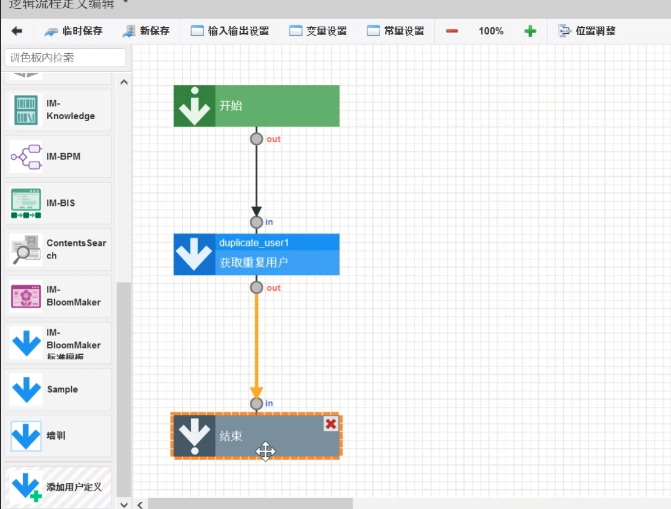 逻辑流程定义编辑 *
临时保存 新保存 输入输出设置 变量设置 常量设置 100% 位置调整
调色板内检索
IM-
Knowledge
IM-BPM
IM-BIS
ContentsSear
ch
IM-
BloomMaker
IM-
BloomMaker
标准模板
Sample
培训
添加用户定义
开始
out
in
duplicate_user1
获取重复用户
out
in
结束